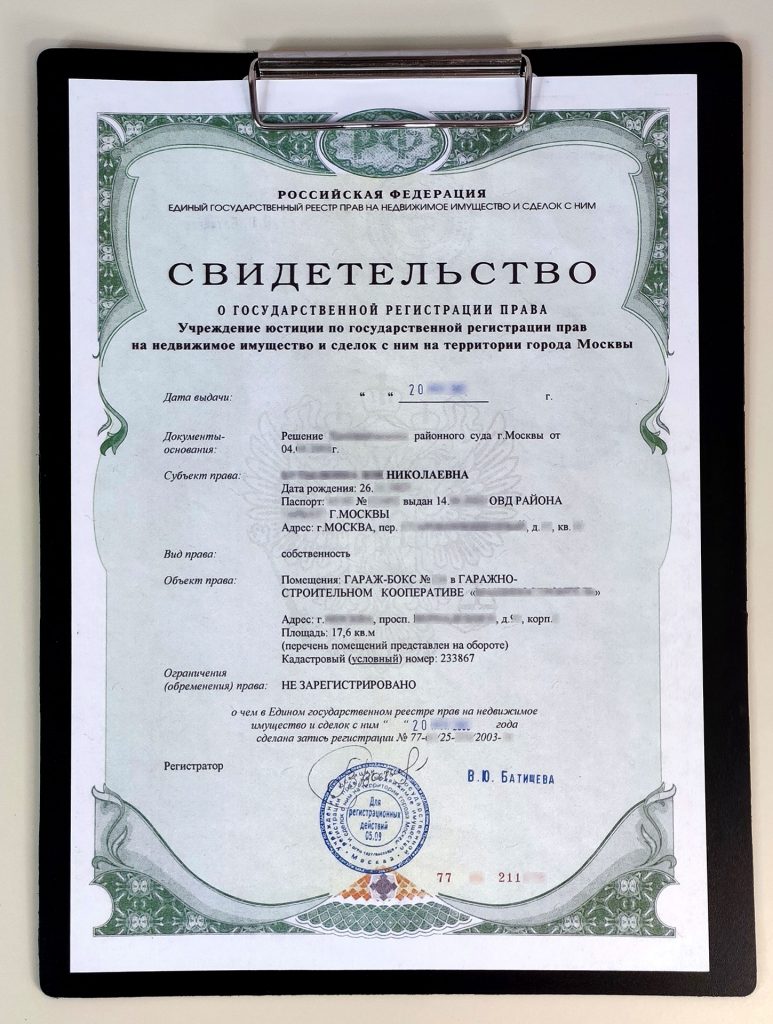 РФ
РОССИЙСКАЯ ФЕДЕРАЦИЯ
ЕДИНЫЙ ГОСУДАРСТВЕННЫЙ РЕЕСТР ПРАВ НА НЕДВИЖИМОЕ ИМУЩЕСТВО И СДЕЛОК С НИМ
СВИДЕТЕЛЬСТВО
О ГОСУДАРСТВЕННОЙ РЕГИСТРАЦИИ ПРАВА
Учреждение юстиции по государственной регистрации прав
на недвижимое имущество и сделок с ним на территории города Москвы
Дата выдачи: “ “ 20 г.
Документы- Решение районного суда г.Москвы от
основания: 04. г.
Субъект права: НИКОЛАЕВНА
Дата рождения: 26.
Паспорт: № выдан 14. ОВД РАЙОНА
Г.МОСКВЫ
Адрес: г.МОСКВА, пер. , д. , кв.
Вид права: собственность
Объект права: Помещения: ГАРАЖ-БОКС № в ГАРАЖНО-
СТРОИТЕЛЬНОМ КООПЕРАТИВЕ « »
Адрес: г. , просп. , д. , корп.
Площадь: 17,6 кв.м
(перечень помещений представлен на обороте)
Кадастровый (условный) номер: 233867
Ограничения
(обременения) права: НЕ ЗАРЕГИСТРИРОВАНО
о чем в Едином государственном реестре прав на недвижимое
имущество и сделок с ним “ “ 20 года
сделана запись регистрации № 77- /25- /2003-
Регистратор
В.Ю. БАТИЩЕВА
Для
регистрационных
действий
05.09
Москва
77 211